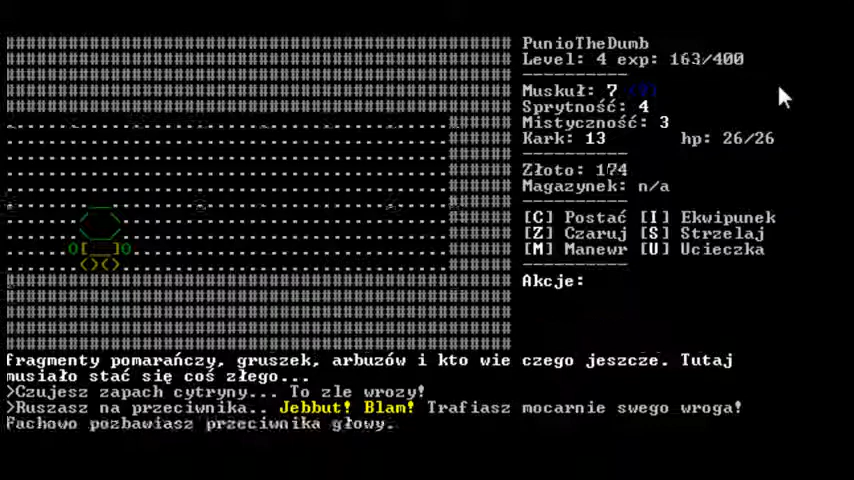 PunioTheDumb
Level: 4 exp: 163/400
Muskuł: 7
Sprytność: 4
Mistyczność: 3
Kark: 13 hp: 26/26
Złoto: 174
Magazynek: n/a
[C] Postać [I] Ekwipunek
[Z] Czaruj [S] Strzelaj
[M] Manewr [U] Ucieczka
Akcje:
fragmenty pomarańczy, gruszek, arbuzów i kto wie czego jeszcze. Tutaj
musiało stać się coś złego...
>Czujesz zapach cytryny... To zle wrozy!
>Ruszasz na przeciwnika.. Jebbut! Blam! Trafiasz mocarnie swego wroga!
Fachowo pozbawiasz przeciwnika głowy.